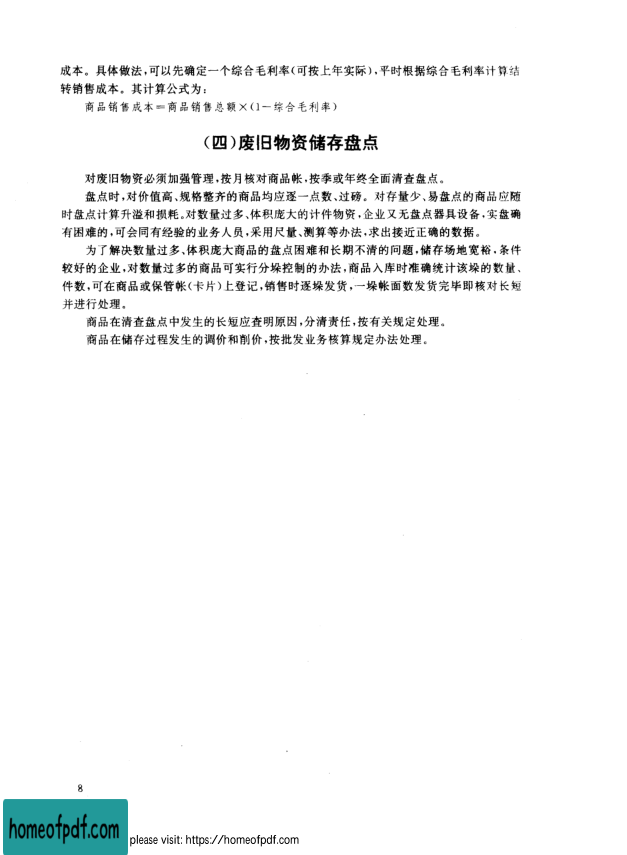 成本。具体做法,可以先确定一个综合毛利率(可按上年实际),平时根据综合毛利率计算结
转销售成本。其计算公式为:
商品销售成本=商品销售总额×(1-综合毛利率)
(四)废旧物资储存盘点
对废旧物资必须加强管理,按月核对商品帐,按季或年终全面清查盘点。
盘点时,对价值高、规格整齐的商品均应逐一点数、过磅。对存量少、易盘点的商品应随
时盘点计算升溢和损耗。对数量过多、体积庞大的计件物资,企业又无盘点器具设备,实盘确
有困难的,可会同有经验的业务人员,采用尺量、测算等办法,求出接近正确的数据。
为了解决数量过多、体积庞大商品的盘点困难和长期不清的问题,储存场地宽裕,条件
较好的企业,对数量过多的商品可实行分垛控制的办法,商品入库时准确统计该垛的数量、
件数,可在商品或保管帐(卡片)上登记,销售时逐垛发货,一垛帐面数发货完毕即核对长短
并进行处理。
商品在清查盘点中发生的长短应查明原因,分清责任,按有关规定处理。
商品在储存过程发生的调价和削价,按批发业务核算规定办法处理。
8
homeofpdf.com
please visit: https://homeofpdf.com